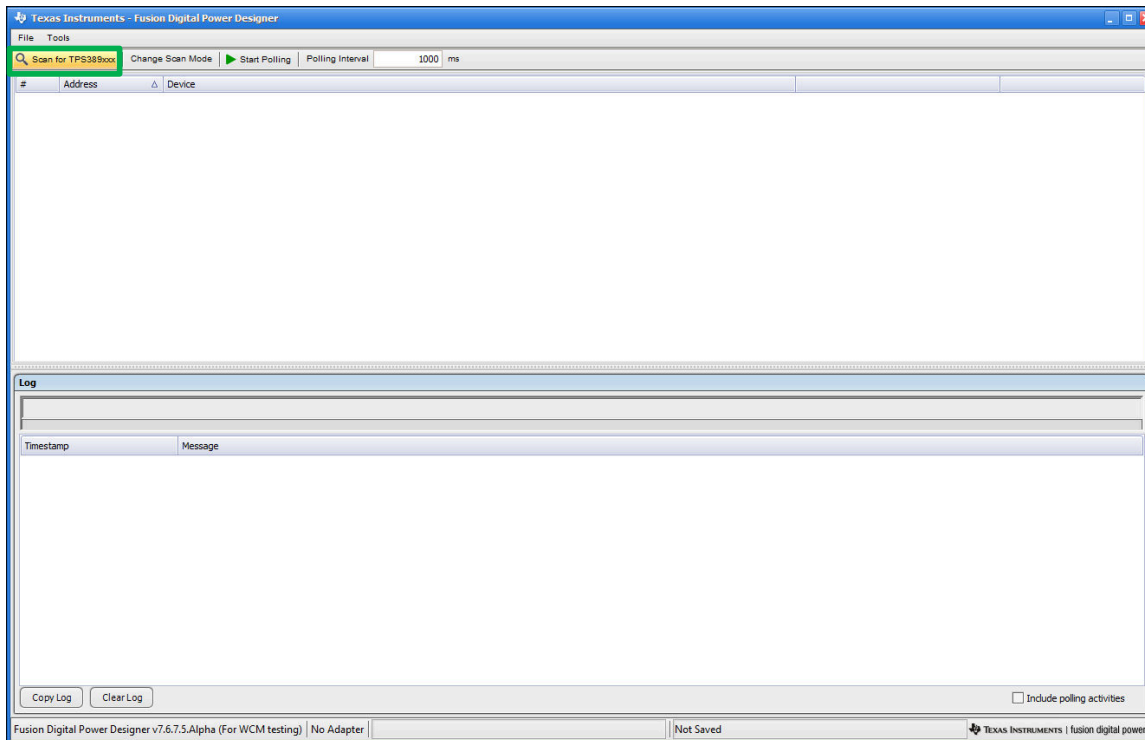 Texas Instruments - Fusion Digital Power Designer
File Tools
Scan for TPS389xxx Change Scan Mode Start Polling Polling Interval 1000 ms
# Address Device
Log
Timestamp Message
Copy Log Clear Log Include polling activities
Fusion Digital Power Designer v7.6.7.5.Alpha (For WCM testing) No Adapter Not Saved TEXAS INSTRUMENTS | fusion digital power